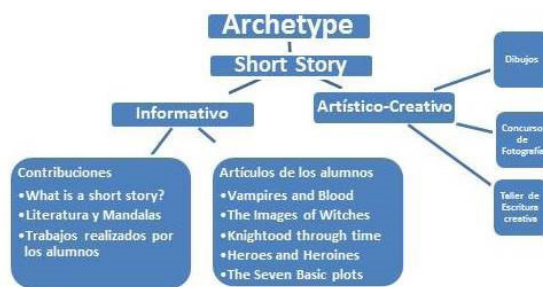 Archetype
Short Story
Informativo
Artístico-Creativo
Dibujos
Concurso
de
Fotografía
Taller de
Escritura
creativa
Contribuciones
•What is a short story?
•Literatura y Mandalas
•Trabajos realizados por
los alumnos
Artículos de los alumnos
•Vampires and Blood
•The Images of Witches
•Knightood through time
•Heroes and Heroines
•The Seven Basic plots